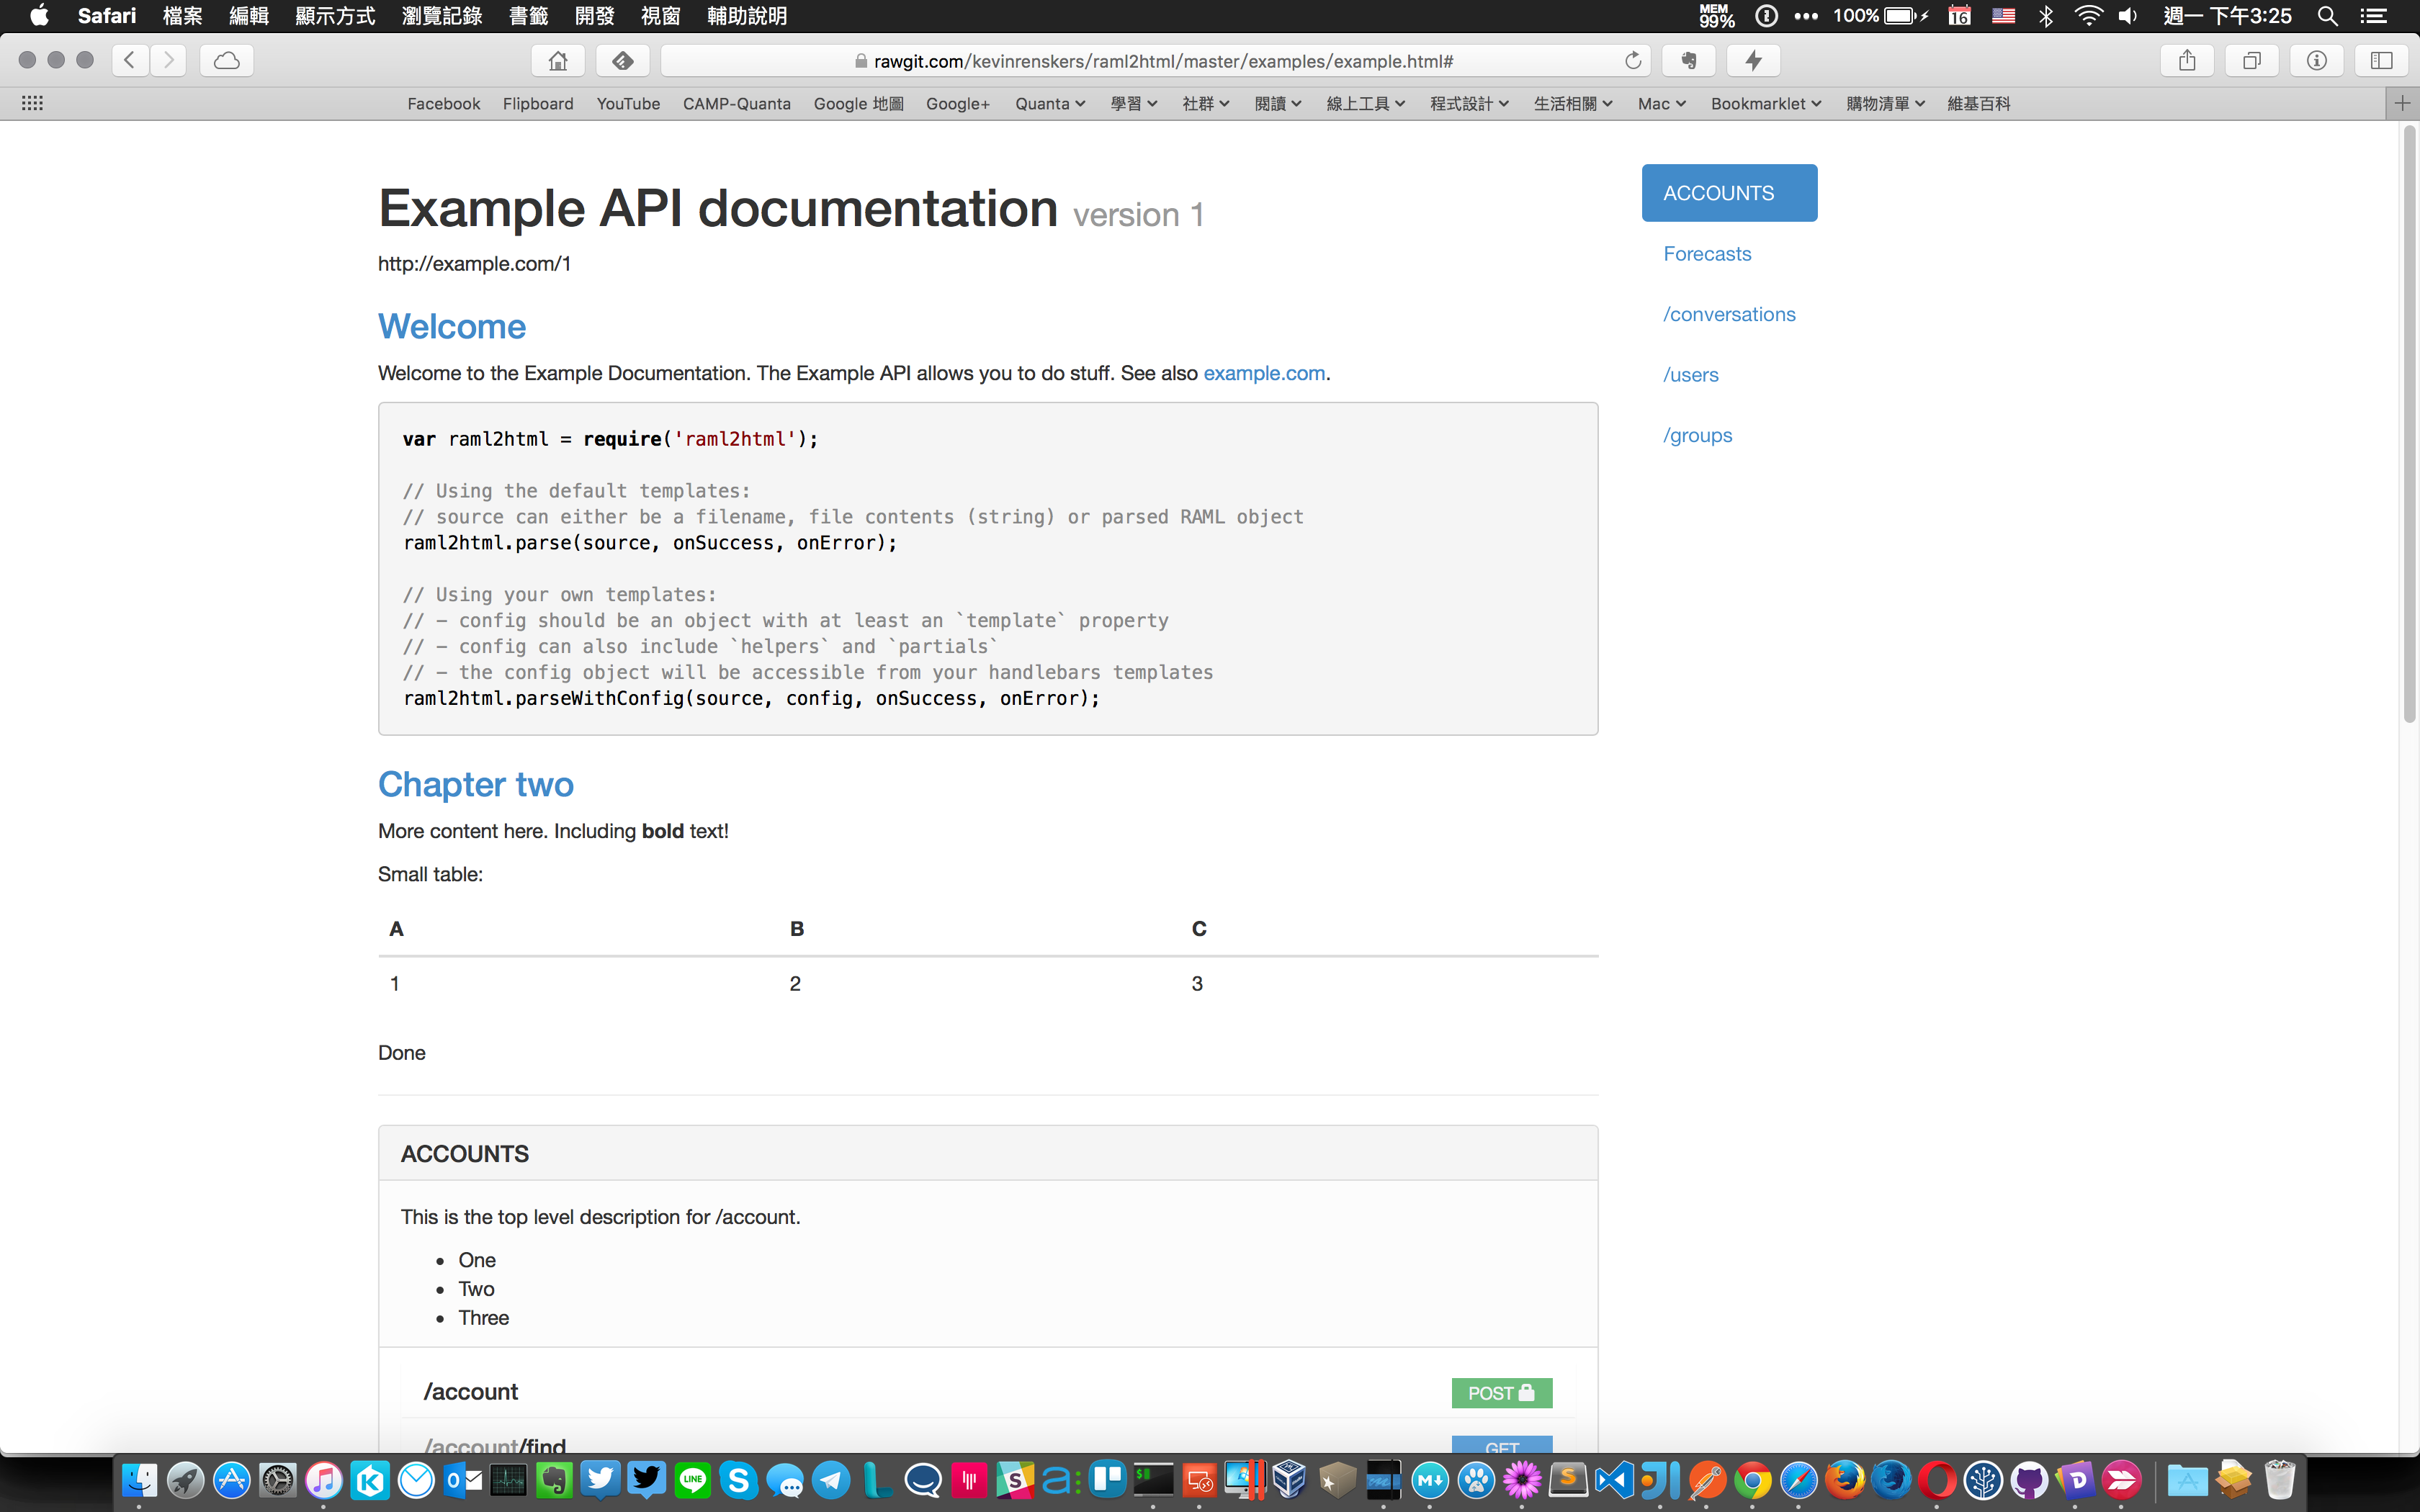 Safari 檔案 編輯 顯示方式 瀏覽記錄 書籤 開發 視窗 輔助說明 MEM 99% 100% 16 週一 下午3:25
rawgit.com/kevinrenskers/raml2html/master/examples/example.html#
Facebook Flipboard YouTube CAMP-Quanta Google 地圖 Google+ Quanta 學習 社群 閱讀 線上工具 程式設計 生活相關 Mac Bookmarklet 購物清單 維基百科
Example API documentation version 1
http://example.com/1
Welcome
Welcome to the Example Documentation. The Example API allows you to do stuff. See also example.com.
var raml2html = require('raml2html');
// Using the default templates:
// source can either be a filename, file contents (string) or parsed RAML object
raml2html.parse(source, onSuccess, onError);
// Using your own templates:
// – config should be an object with at least an `template` property
// – config can also include `helpers` and `partials`
// – the config object will be accessible from your handlebars templates
raml2html.parseWithConfig(source, config, onSuccess, onError);
Chapter two
More content here. Including bold text!
Small table:
A B C
1 2 3
Done
ACCOUNTS
This is the top level description for /account.
• One
• Two
• Three
/account POST
/account/find GET
ACCOUNTS
Forecasts
/conversations
/users
/groups
LINE